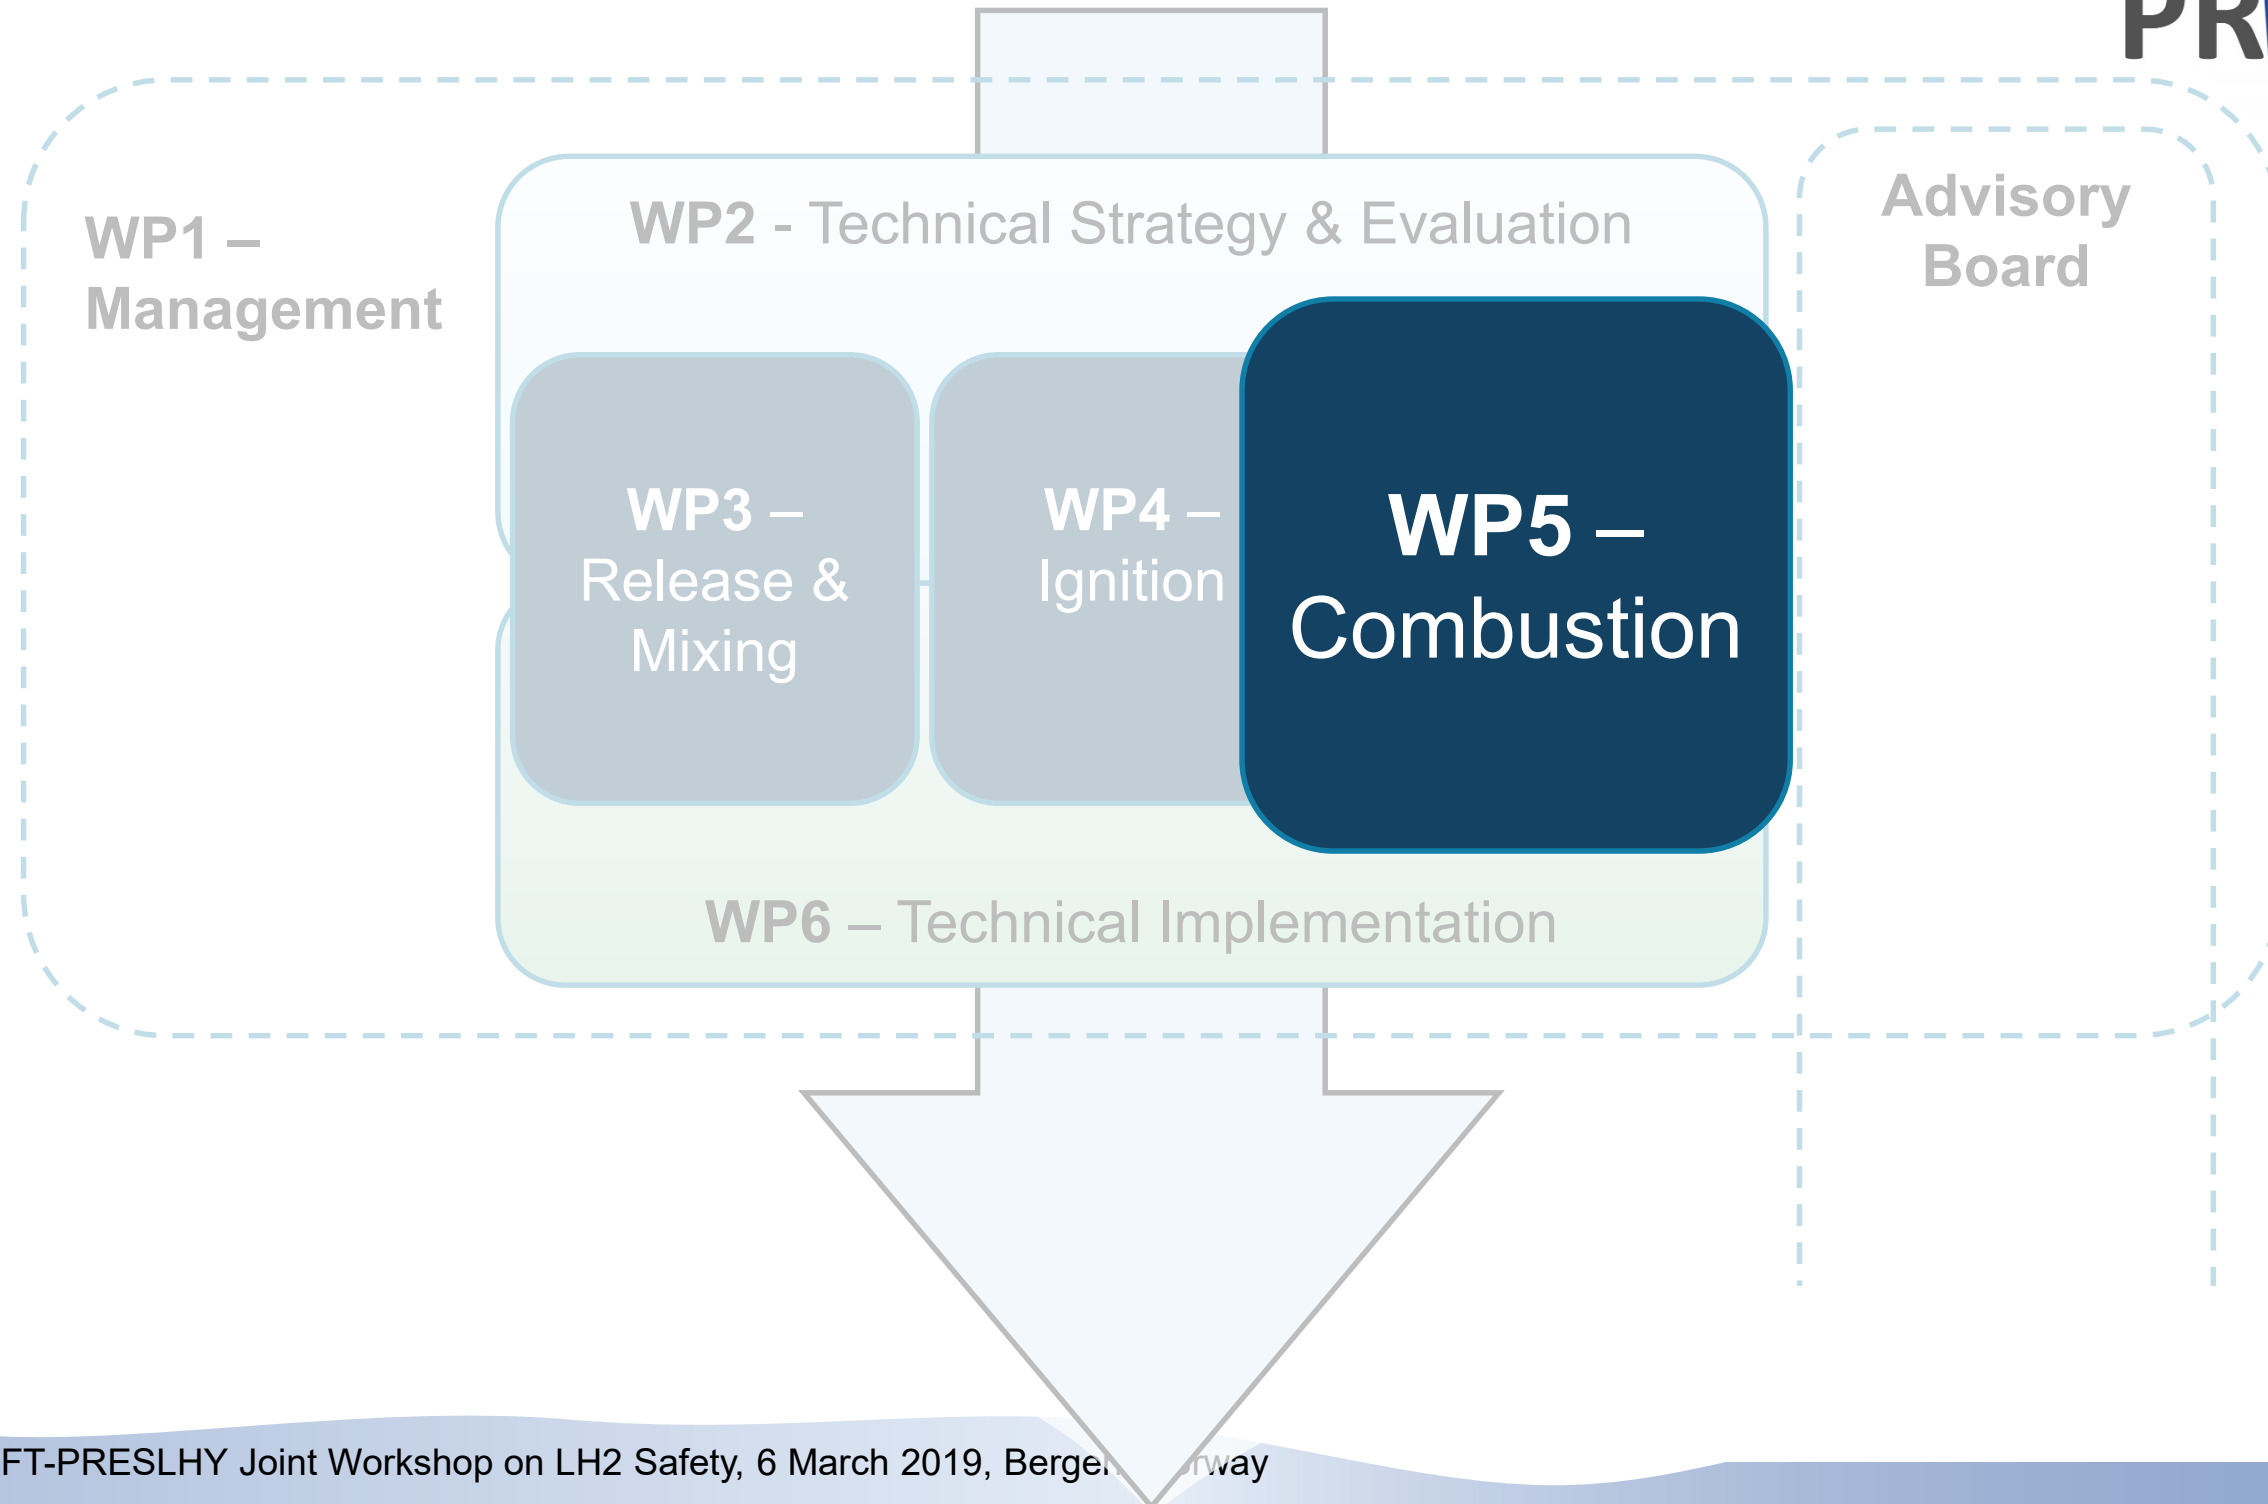 WP1 –
Management
WP2 - Technical Strategy & Evaluation
Advisory
Board
WP3 –
Release &
Mixing
WP4 –
Ignition
WP5 –
Combustion
WP6 – Technical Implementation
FT-PRESLHY Joint Workshop on LH2 Safety, 6 March 2019,